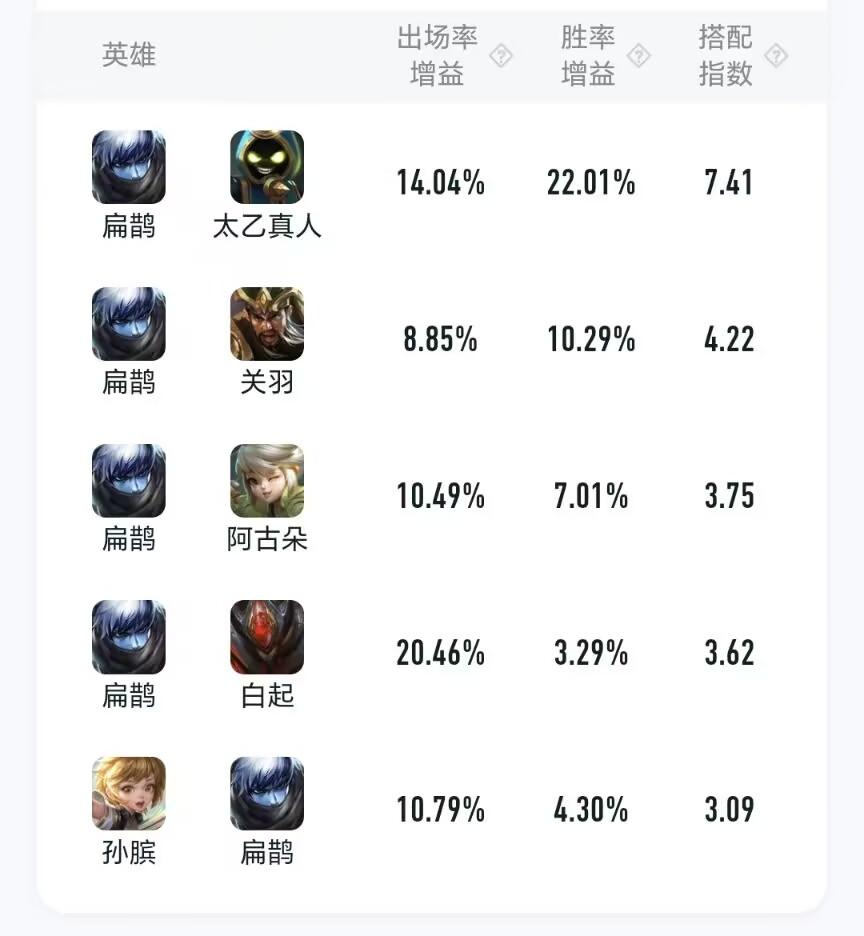 英雄 出场率增益 ? 胜率增益 ? 搭配指数 ?
扁鹊 太乙真人 14.04% 22.01% 7.41
扁鹊 关羽 8.85% 10.29% 4.22
扁鹊 阿古朵 10.49% 7.01% 3.75
扁鹊 白起 20.46% 3.29% 3.62
孙膑 扁鹊 10.79% 4.30% 3.09